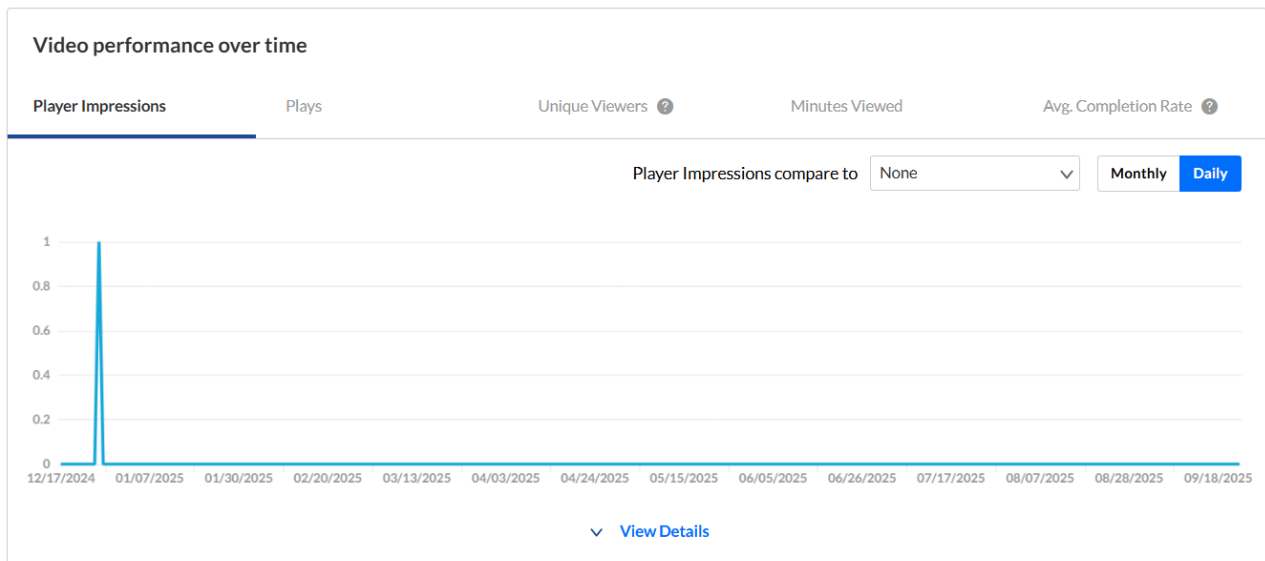 Video performance over time
Player Impressions Plays Unique Viewers ? Minutes Viewed Avg. Completion Rate ?
Player Impressions compare to None Monthly Daily
1
0.8
0.6
0.4
0.2
0
12/17/2024 01/07/2025 01/30/2025 02/20/2025 03/13/2025 04/03/2025 04/24/2025 05/15/2025 06/05/2025 06/26/2025 07/17/2025 08/07/2025 08/28/2025 09/18/2025
View Details